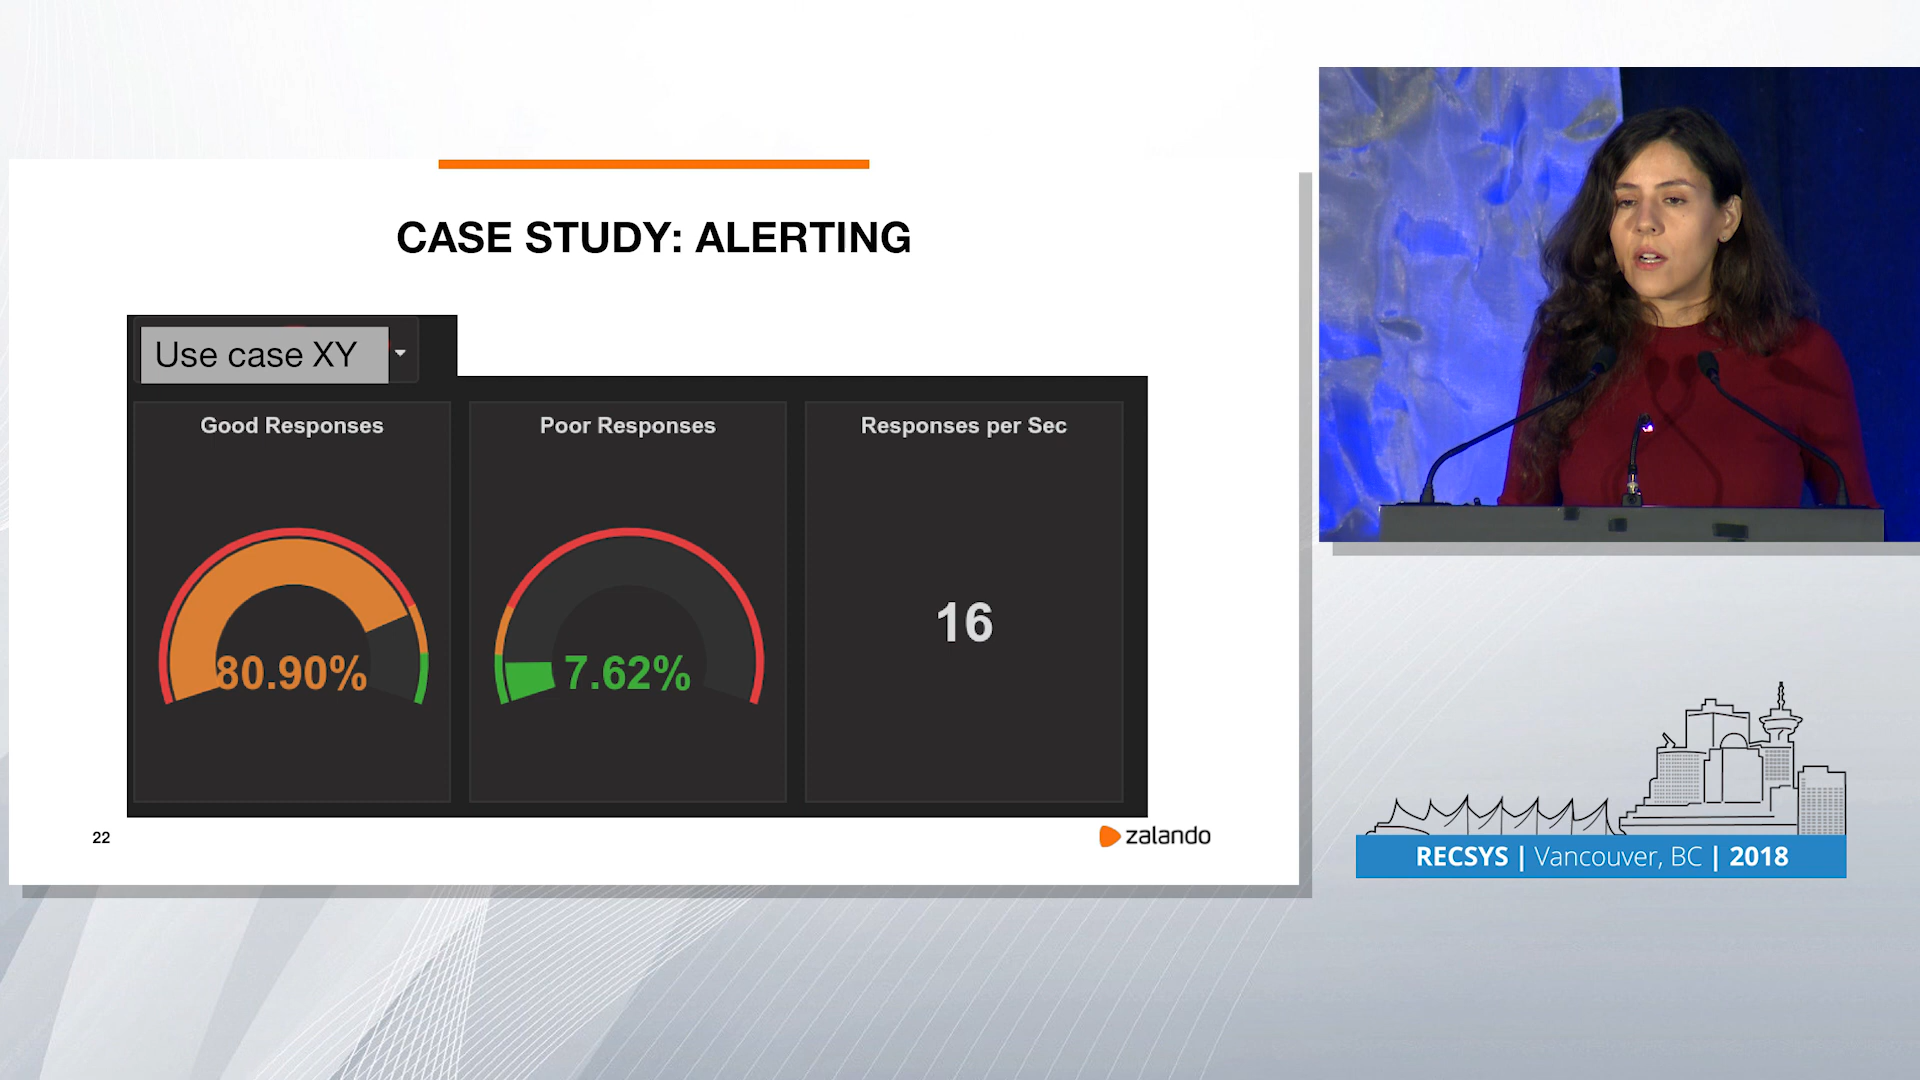 CASE STUDY: ALERTING
Use case XY
Good Responses
Poor Responses
Responses per Sec
80.90%
7.62%
16
22
zalando
RECSYS | Vancouver, BC | 2018